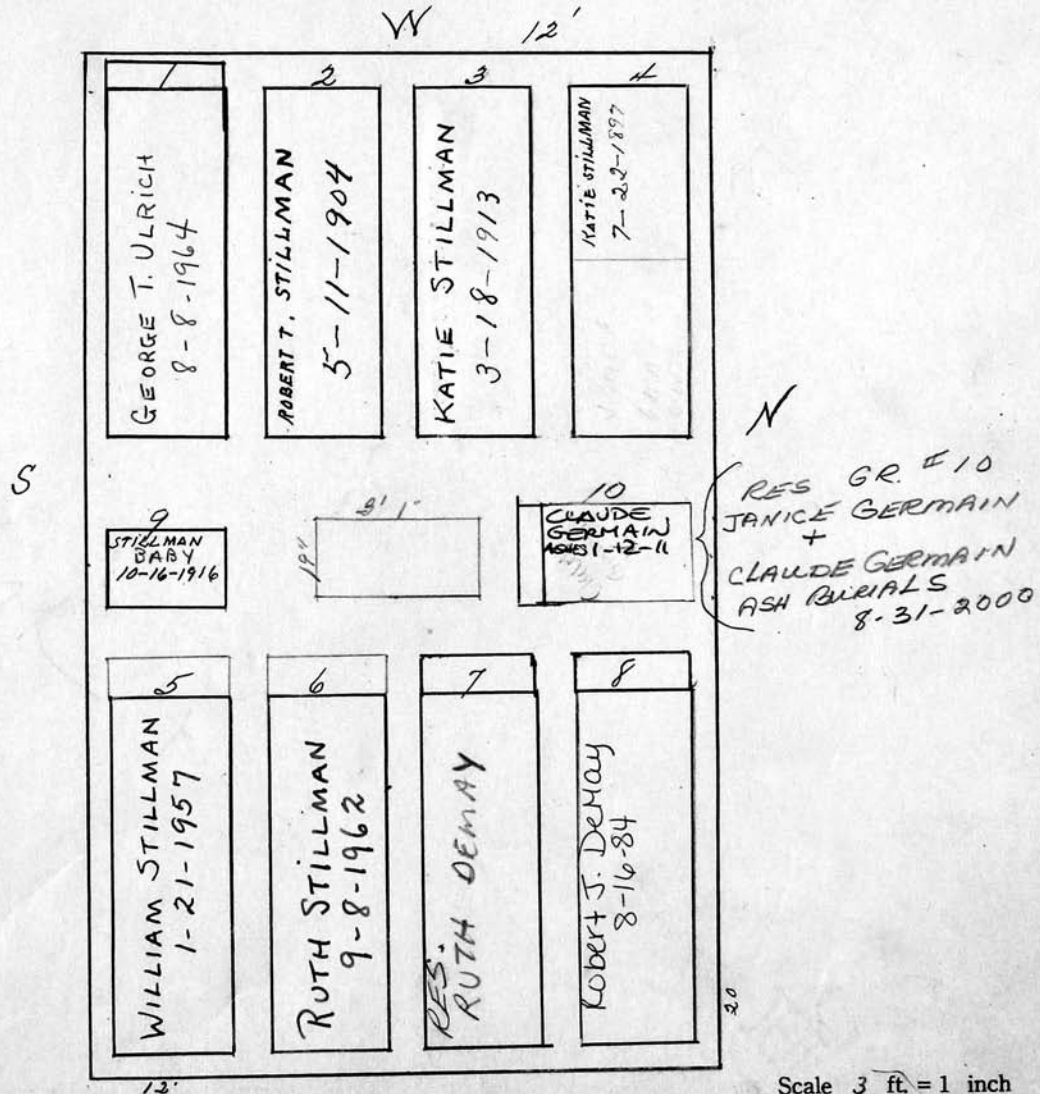 W 12'
1
GEORGE T. ULRICH
8-8-1964
2
ROBERT T. STILLMAN
5-11-1904
3
KATIE STILLMAN
3-18-1913
4
KATIE STILLMAN
7-22-1897
N
S
9
STILLMAN
BABY
10-16-1916
10
CLAUDE
GERMAIN
ASHES 1-12-11
RES GR. #10
JANICE GERMAIN
+
CLAUDE GERMAIN
ASH BURIALS
8-31-2000
5
WILLIAM STILLMAN
1-21-1957
6
RUTH STILLMAN
9-8-1962
7
RES.
RUTH DEMAY
8
Robert J. DeMay
8-16-84
20
12'
Scale 3 ft. = 1 inch